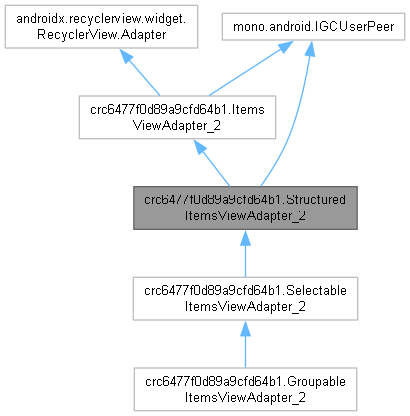 androidx.recyclerview.widget.
RecyclerView.Adapter
mono.android.IGCUserPeer
crc6477f0d89a9cfd64b1.Items
ViewAdapter_2
crc6477f0d89a9cfd64b1.Structured
ItemsViewAdapter_2
crc6477f0d89a9cfd64b1.Selectable
ItemsViewAdapter_2
crc6477f0d89a9cfd64b1.Groupable
ItemsViewAdapter_2